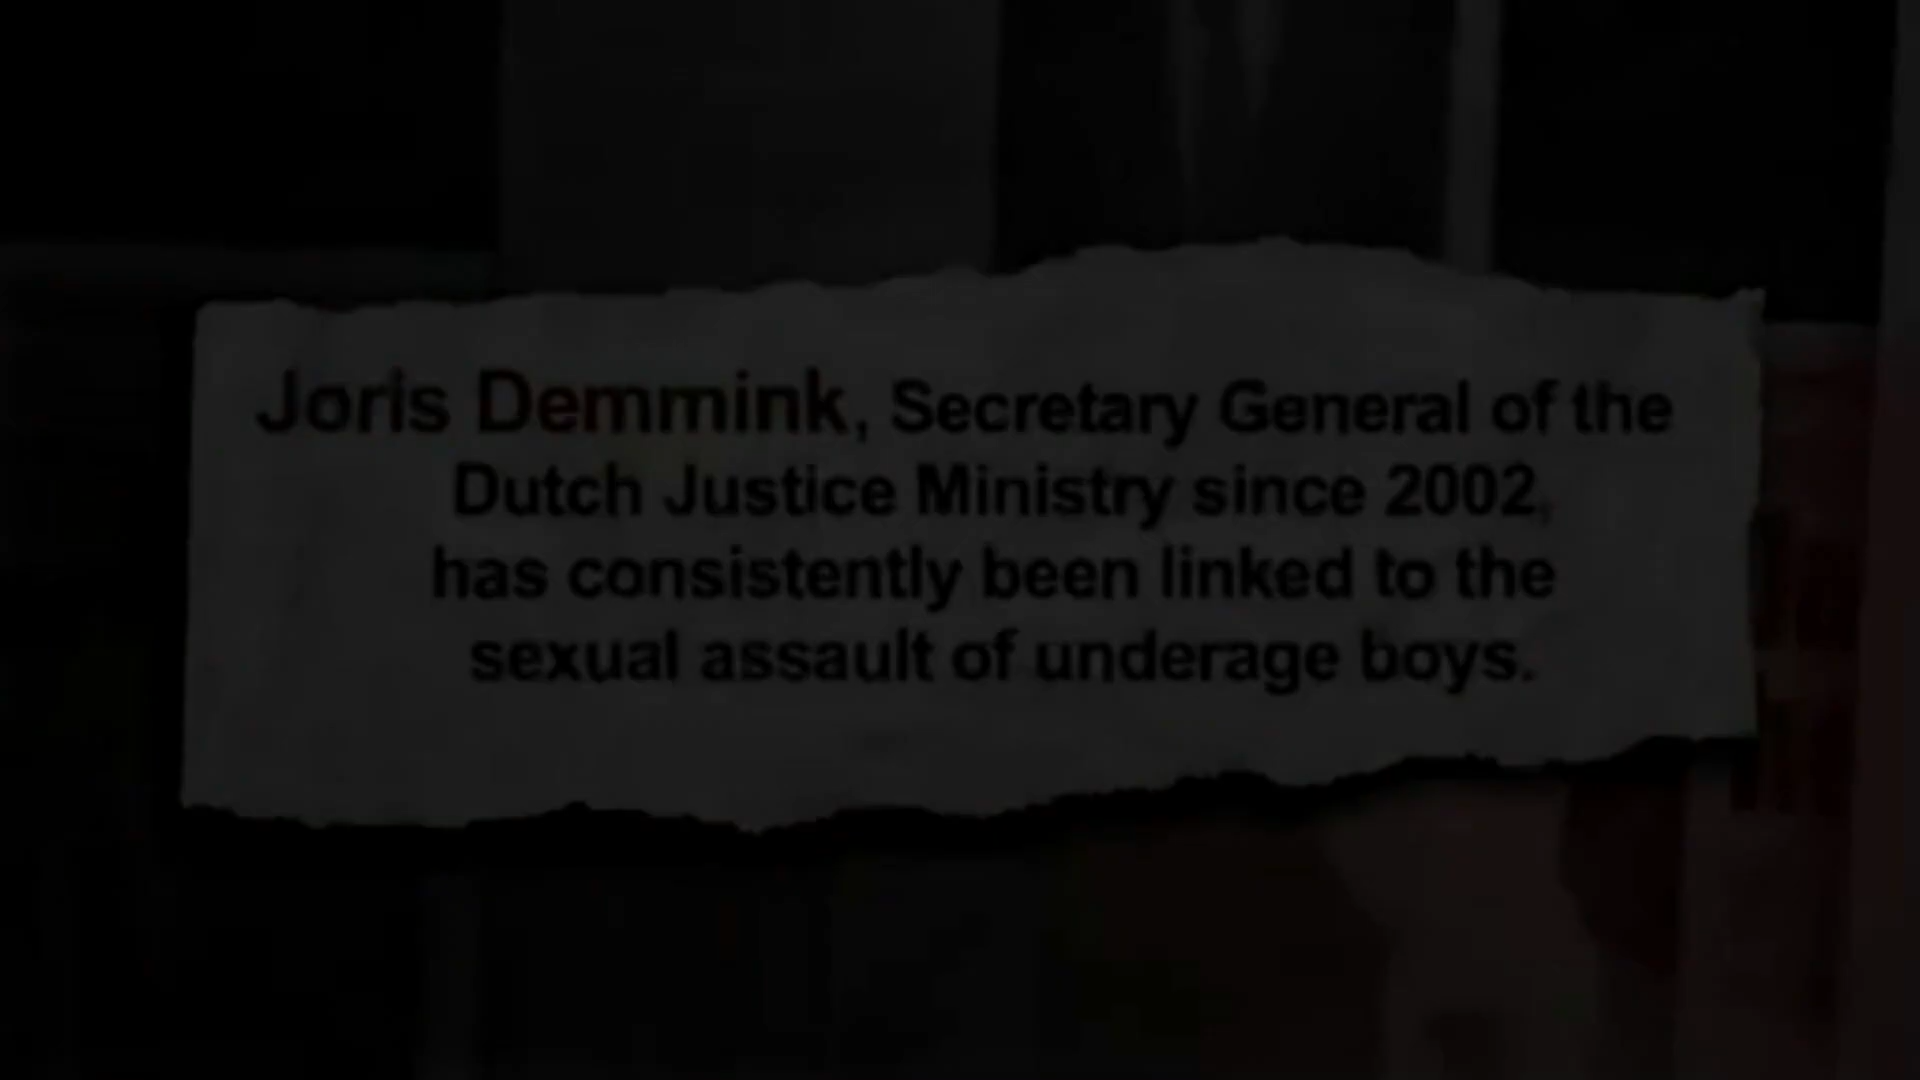 Joris Demmink, Secretary General of the
Dutch Justice Ministry since 2002,
has consistently been linked to the
sexual assault of underage boys.